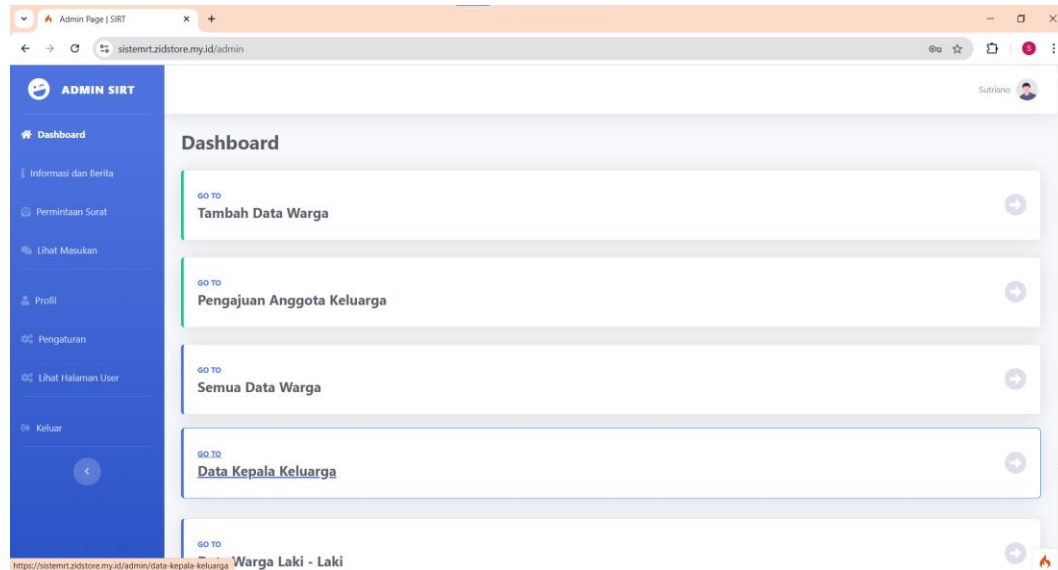 Admin Page | SIRT
sistemrt.zidstore.my.id/admin
S
ADMIN SIRT
Sutrisno
Dashboard
Informasi dan Berita
Permintaan Surat
Lihat Masukan
Profil
Pengaturan
Lihat Halaman User
Keluar
Dashboard
GO TO
Tambah Data Warga
GO TO
Pengajuan Anggota Keluarga
GO TO
Semua Data Warga
GO TO
Data Kepala Keluarga
GO TO
Warga Laki - Laki
https://sistemrt.zidstore.my.id/admin/data-kepala-keluarga